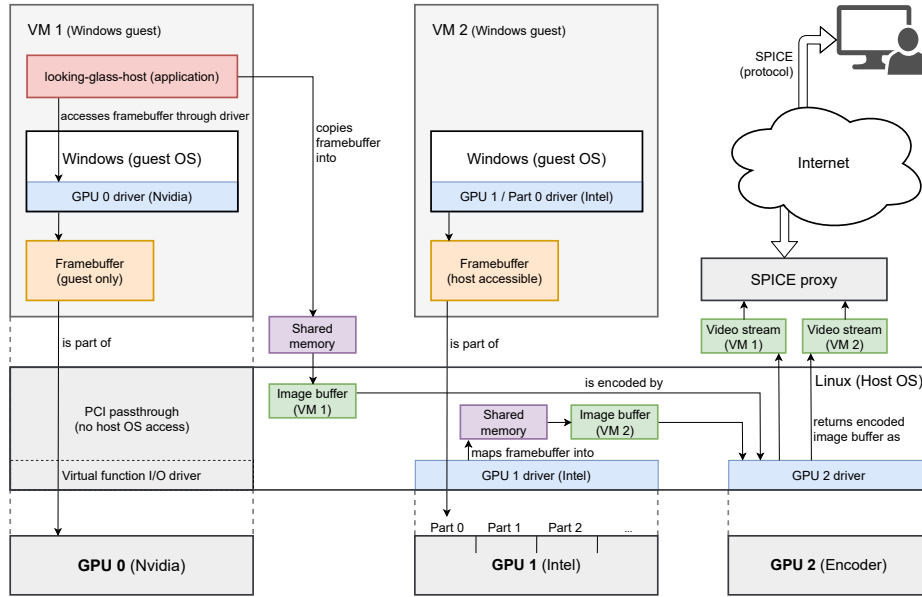 VM 1 (Windows guest)
looking-glass-host (application)
accesses framebuffer through driver
Windows (guest OS)
GPU 0 driver (Nvidia)
Framebuffer
(guest only)
is part of
copies
framebuffer
into
Shared
memory
Image buffer
(VM 1)
PCI passthrough
(no host OS access)
Virtual function I/O driver
GPU 0 (Nvidia)
VM 2 (Windows guest)
Windows (guest OS)
GPU 1 / Part 0 driver (Intel)
Framebuffer
(host accessible)
is part of
is encoded by
Shared
memory
Image buffer
(VM 2)
maps framebuffer into
GPU 1 driver (Intel)
Part 0
Part 1
Part 2
...
GPU 1 (Intel)
SPICE
(protocol)
Internet
SPICE proxy
Video stream
(VM 1)
Video stream
(VM 2)
Linux (Host OS)
returns encoded
image buffer as
GPU 2 driver
GPU 2 (Encoder)